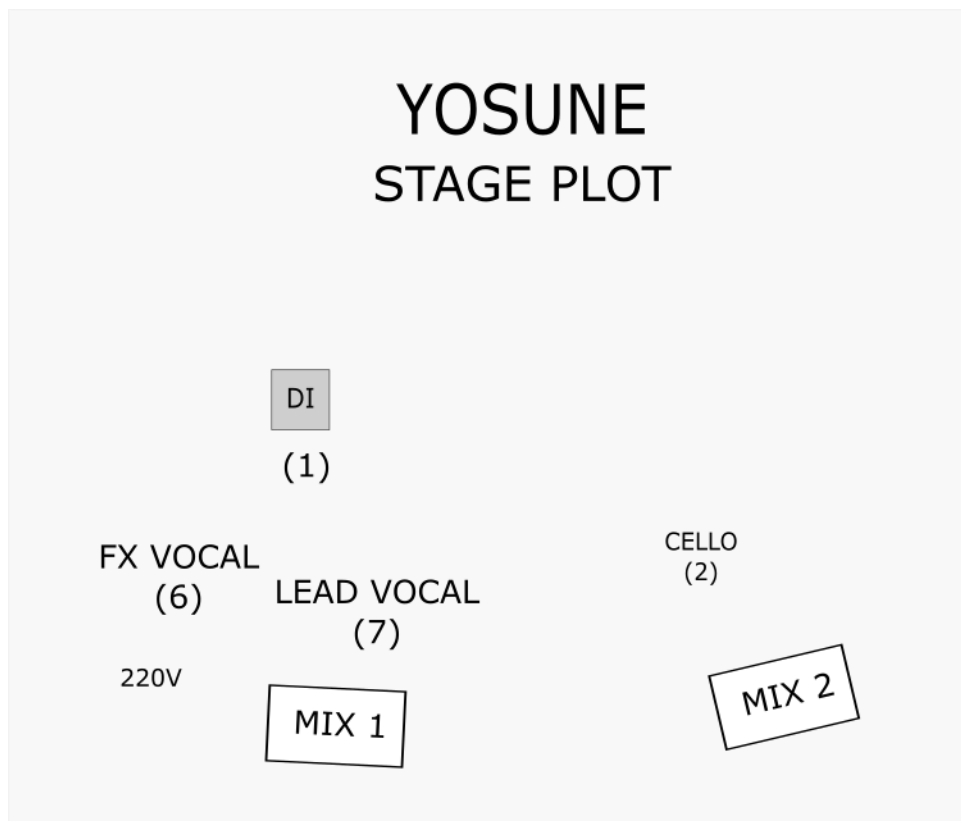 YOSUNE
STAGE PLOT
DI
(1)
FX VOCAL
(6)
LEAD VOCAL
(7)
CELLO
(2)
220V
MIX 1
MIX 2